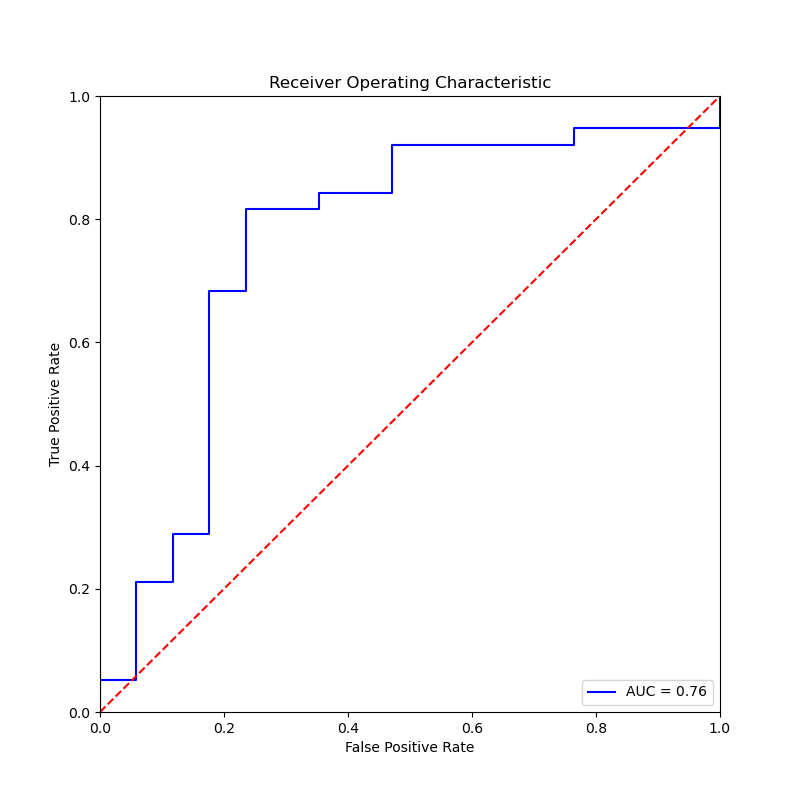 Receiver Operating Characteristic
True Positive Rate
1.0
0.8
0.6
0.4
0.2
0.0
AUC = 0.76
0.0 0.2 0.4 0.6 0.8 1.0
False Positive Rate